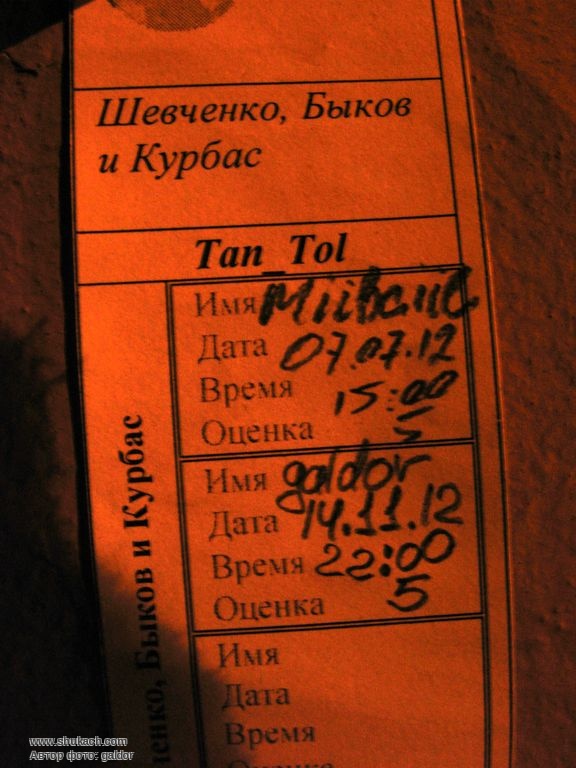 Шевченко, Быков
и Курбас
Tan_Tol
Имя
Дата 07.07.12
Время 15:00
Оценка 5
Имя galdor
Дата 14.11.12
Время 22:00
Оценка 5
Имя
Дата
Время
Оценка
Быков и Курбас
www.shukach.com
Автор фото: galdor